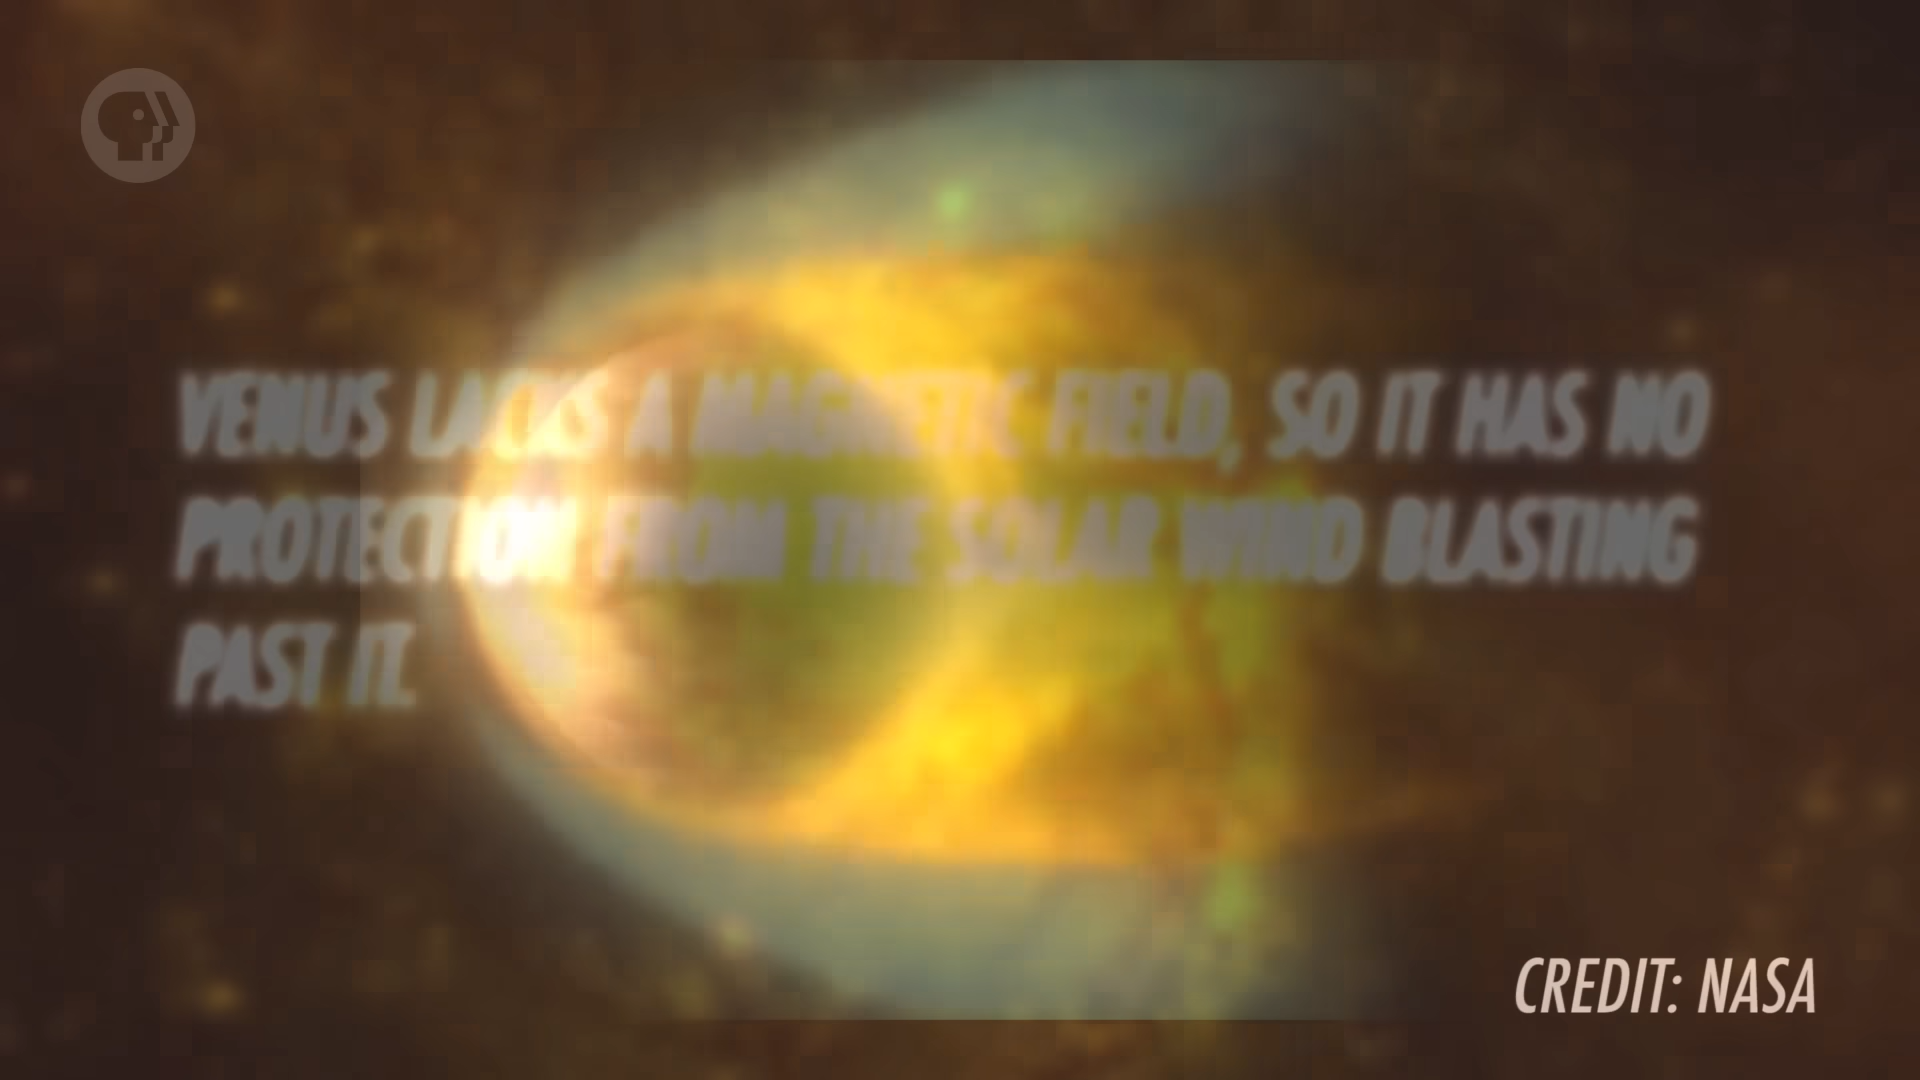 VENUS LACKS A MAGNETIC FIELD, SO IT HAS NO
PROTECTION FROM THE SOLAR WIND BLASTING
PAST IT.
CREDIT: NASA